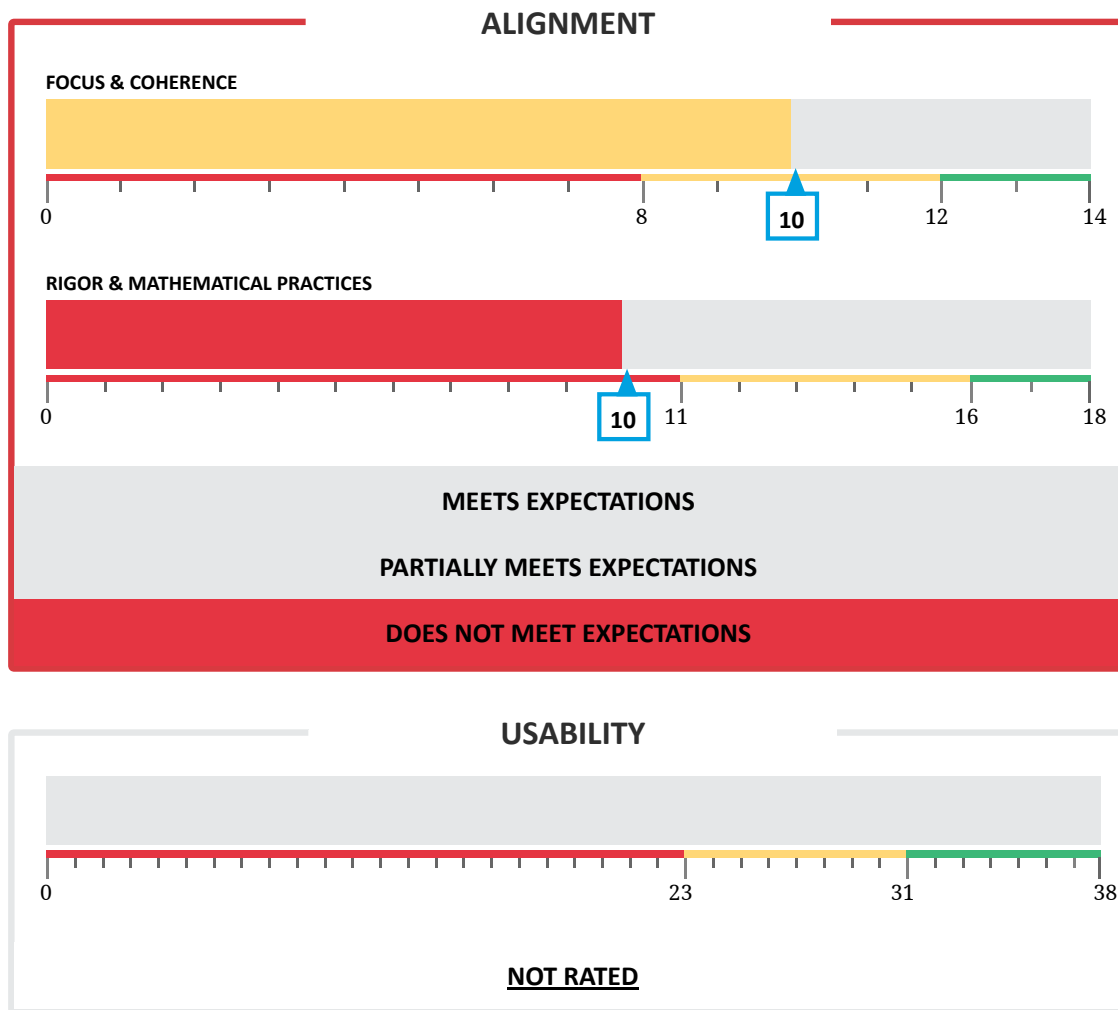 ALIGNMENT
FOCUS & COHERENCE
0 8 12 14
10
RIGOR & MATHEMATICAL PRACTICES
0 11 16 18
10
MEETS EXPECTATIONS
PARTIALLY MEETS EXPECTATIONS
DOES NOT MEET EXPECTATIONS
USABILITY
0 23 31 38
NOT RATED